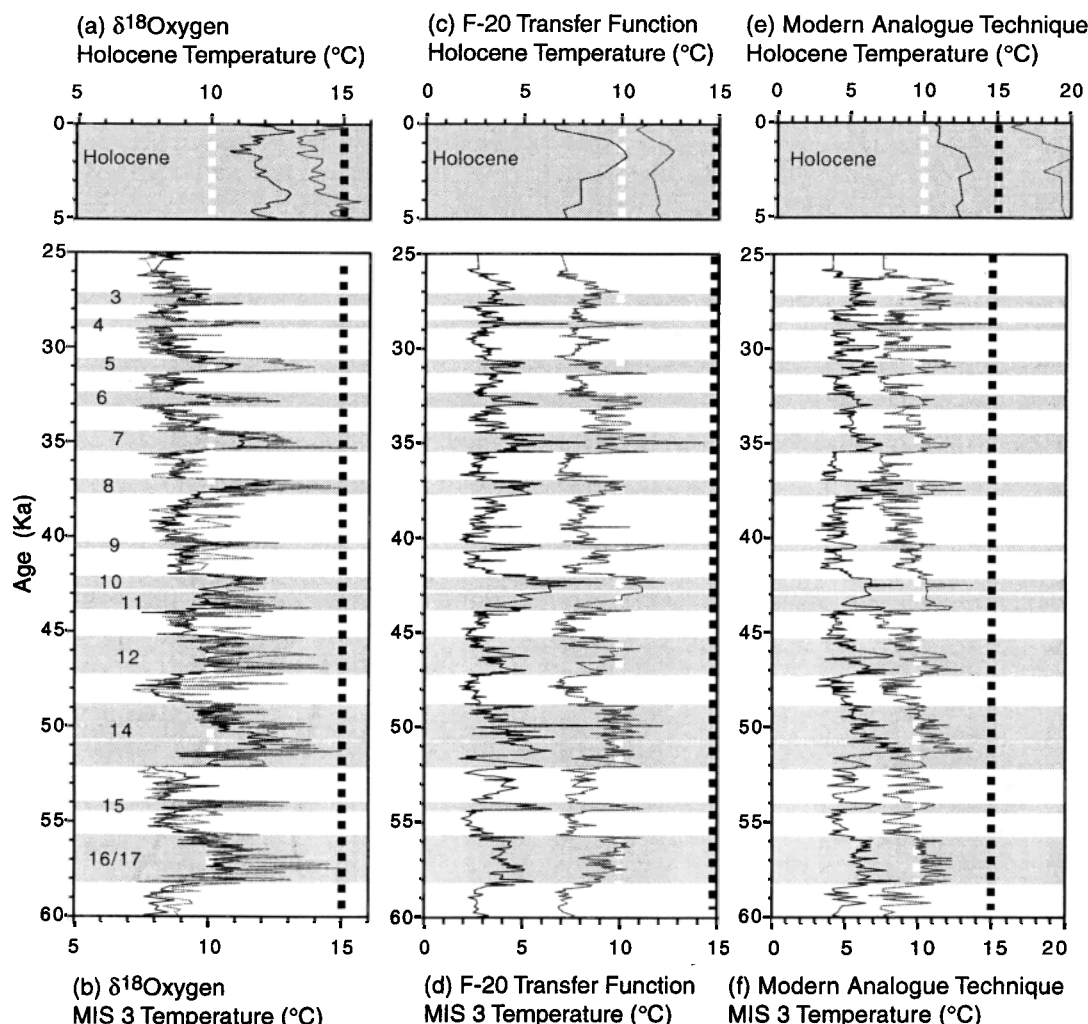 (a) δ18Oxygen
Holocene Temperature (°C)
(c) F-20 Transfer Function
Holocene Temperature (°C)
(e) Modern Analogue Technique
Holocene Temperature (°C)
5 10 15
0 5 10 15
0 5 10 15 20
0
5
Holocene
0
5
Holocene
0
5
Holocene
Age (Ka)
25
30
35
40
45
50
55
60
3
4
5
6
7
8
9
10
11
12
14
15
16/17
25
30
35
40
45
50
55
60
25
30
35
40
45
50
55
60
5 10 15
0 5 10 15
0 5 10 15 20
(b) δ18Oxygen
MIS 3 Temperature (°C)
(d) F-20 Transfer Function
MIS 3 Temperature (°C)
(f) Modern Analogue Technique
MIS 3 Temperature (°C)